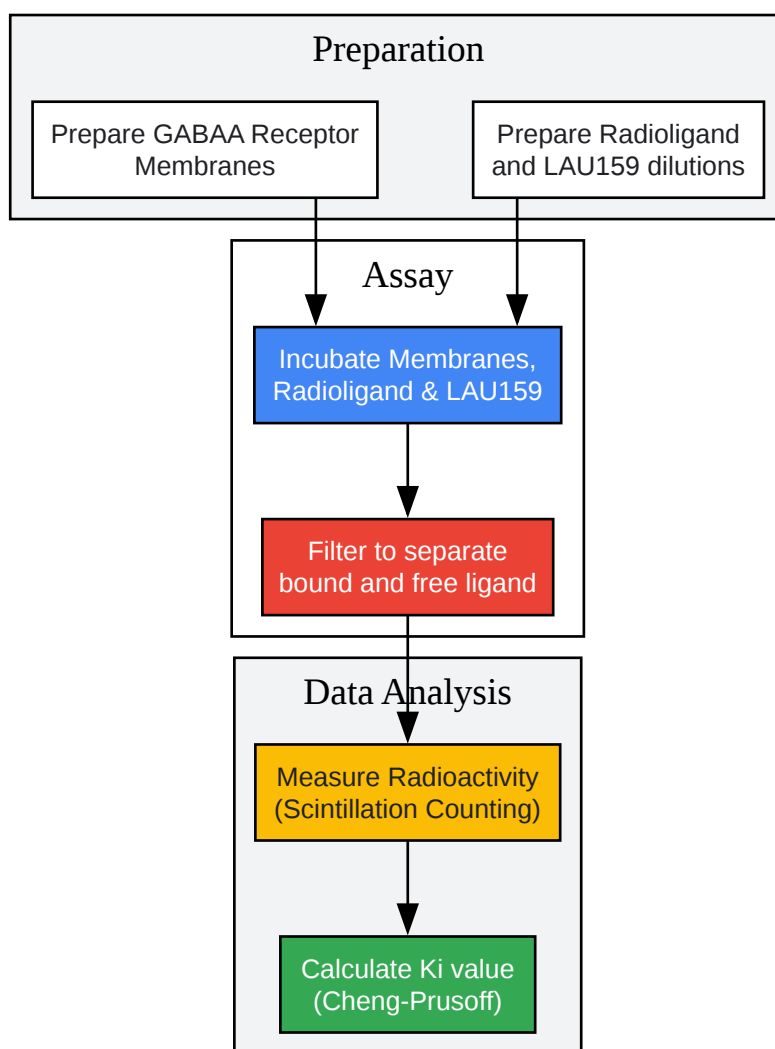 Preparation
Prepare GABAA Receptor
Membranes
Prepare Radioligand
and LAU159 dilutions
Assay
Incubate Membranes,
Radioligand & LAU159
Filter to separate
bound and free ligand
Data Analysis
Measure Radioactivity
(Scintillation Counting)
Calculate Ki value
(Cheng-Prusoff)